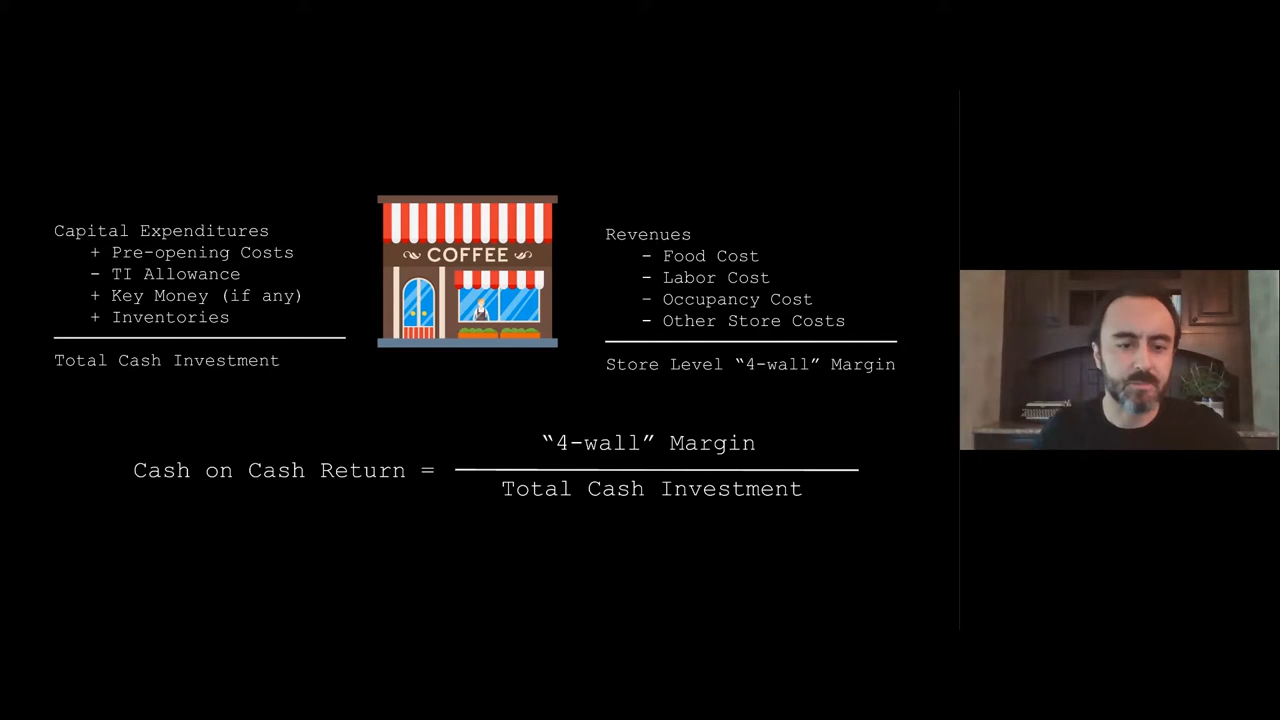 Capital Expenditures
+ Pre-opening Costs
- TI Allowance
+ Key Money (if any)
+ Inventories
Total Cash Investment
COFFEE
Revenues
- Food Cost
- Labor Cost
- Occupancy Cost
- Other Store Costs
Store Level “4-wall” Margin
Cash on Cash Return =
“4-wall” Margin
Total Cash Investment